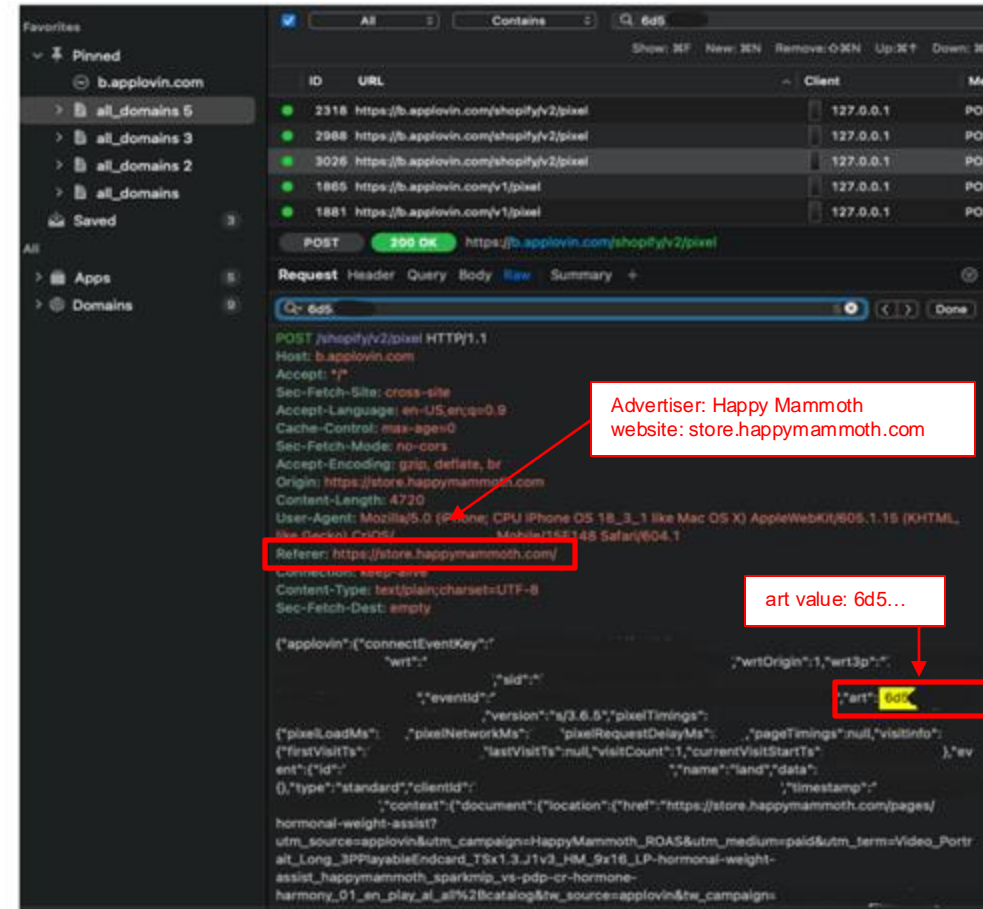 Favorites
Pinned
b.applovin.com
all_domains 5
all_domains 3
all_domains 2
all_domains
Saved 3
All
Apps 5
Domains 9
All Contains 6d5
Show: ⌘F New: ⌘N Remove: ⇧⌘N Up:⌘↑ Down:
ID URL Client
2318 https://b.applovin.com/shopify/v2/pixel 127.0.0.1 PO
2988 https://b.applovin.com/shopify/v2/pixel 127.0.0.1 PO
3026 https://b.applovin.com/shopify/v2/pixel 127.0.0.1 PO
1865 https://b.applovin.com/v1/pixel 127.0.0.1 PO
1881 https://b.applovin.com/v1/pixel 127.0.0.1 PO
POST 200 OK https://b.applovin.com/shopify/v2/pixel
Request Header Query Body Raw Summary +
6d5 Done
POST /shopify/v2/pixel HTTP/1.1
Host: b.applovin.com
Accept: */*
Sec-Fetch-Site: cross-site
Accept-Language: en-US,en;q=0.9
Cache-Control: max-age=0
Sec-Fetch-Mode: no-cors
Accept-Encoding: gzip, deflate, br
Origin: https://store.happymammoth.com
Content-Length: 4720
User-Agent: Mozilla/5.0 (iPhone; CPU iPhone OS 18_3_1 like Mac OS X) AppleWebKit/605.1.15 (KHTML,
like Gecko) CriOS/ Mobile/15E148 Safari/604.1
Referer: https://store.happymammoth.com/
Connection: keep-alive
Content-Type: text/plain;charset=UTF-8
Sec-Fetch-Dest: empty
Advertiser: Happy Mammoth
website: store.happymammoth.com
art value: 6d5…
{"applovin":{"connectEventKey":"
"wrt":" ,"wrtOrigin":1,"wrt3p":"
,"sid":"
","eventId":" ","art": 6d5
,"version":"s/3.6.5","pixelTimings":
{"pixelLoadMs": ,"pixelNetworkMs": "pixelRequestDelayMs": ,"pageTimings":null,"visitInfo":
{"firstVisitTs": ,"lastVisitTs":null,"visitCount":1,"currentVisitStartTs": },"ev
ent":{"id":" ","name":"land","data":
{},"type":"standard","clientId":" ","timestamp":"
,"context":{"document":{"location":{"href":"https://store.happymammoth.com/pages/
hormonal-weight-assist?
utm_source=applovin&utm_campaign=HappyMammoth_ROAS&utm_medium=paid&utm_term=Video_Portr
ait_Long_3PPlayableEndcard_TSx1.3.J1v3_HM_9x16_LP-hormonal-weight-
assist_happymammoth_sparkmip_vs-pdp-cr-hormone-
harmony_01_en_play_al_all%2Bcatalog&tw_source=applovin&tw_campaign=